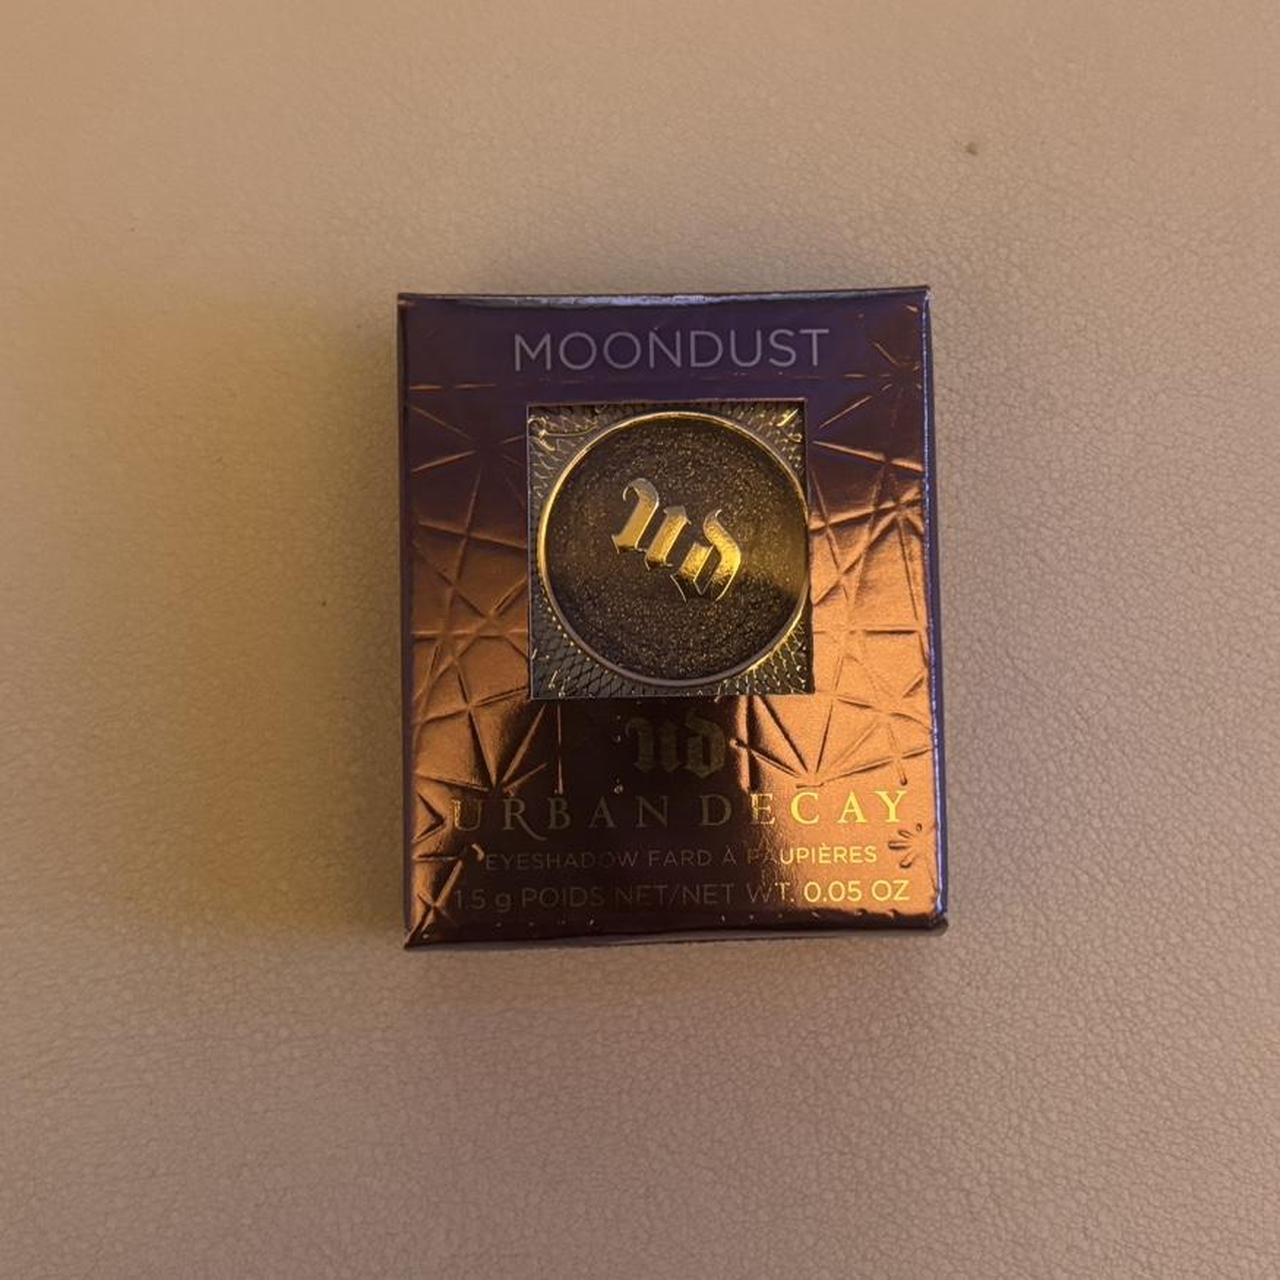 MOONDUST
UD
UD
URBAN DECAY
EYESHADOW FARD À PAUPIÈRES
1.5 g POIDS NET/NET WT. 0.05 OZ